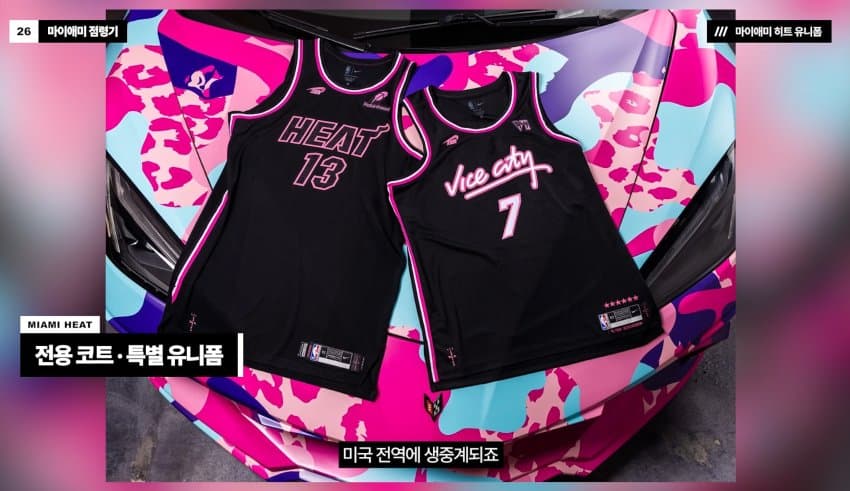 26 마이애미 점령기
/// 마이애미 히트 유니폼
HEAT
13
vice city
7
MIAMI HEAT
전용 코트 · 특별 유니폼
미국 전역에 생중계되죠